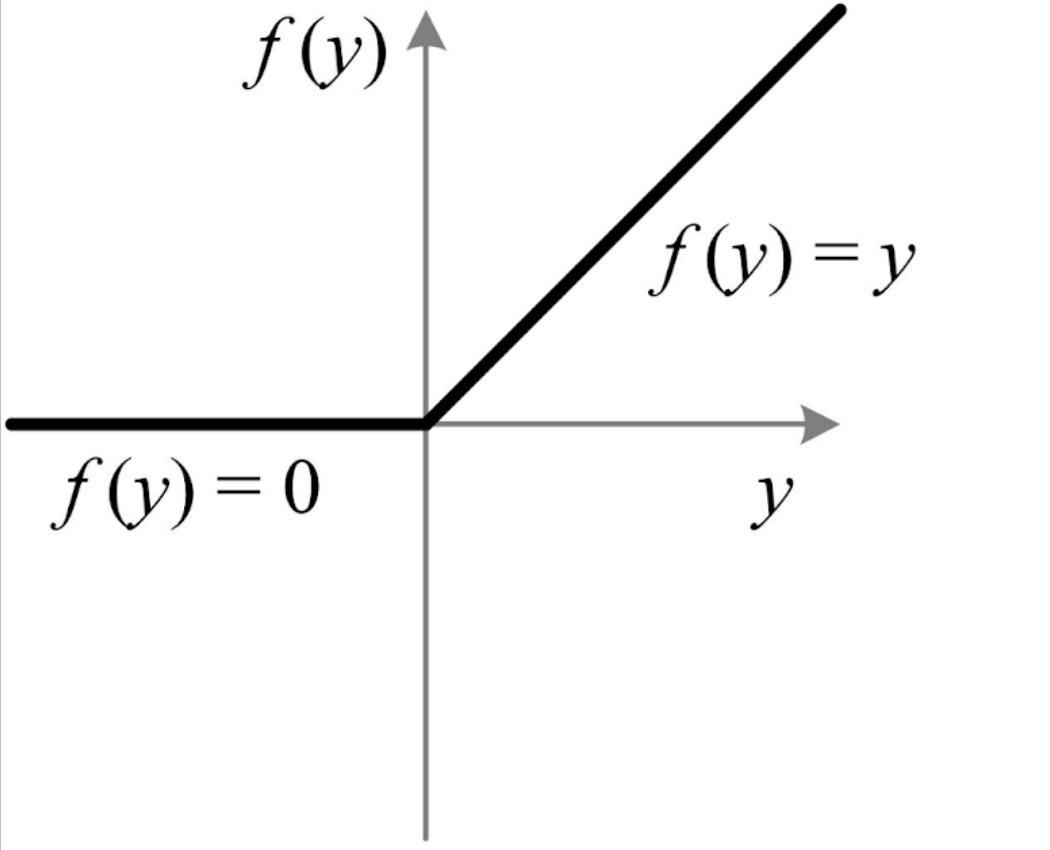 f(y)
f(y) = y
f(y) = 0
y